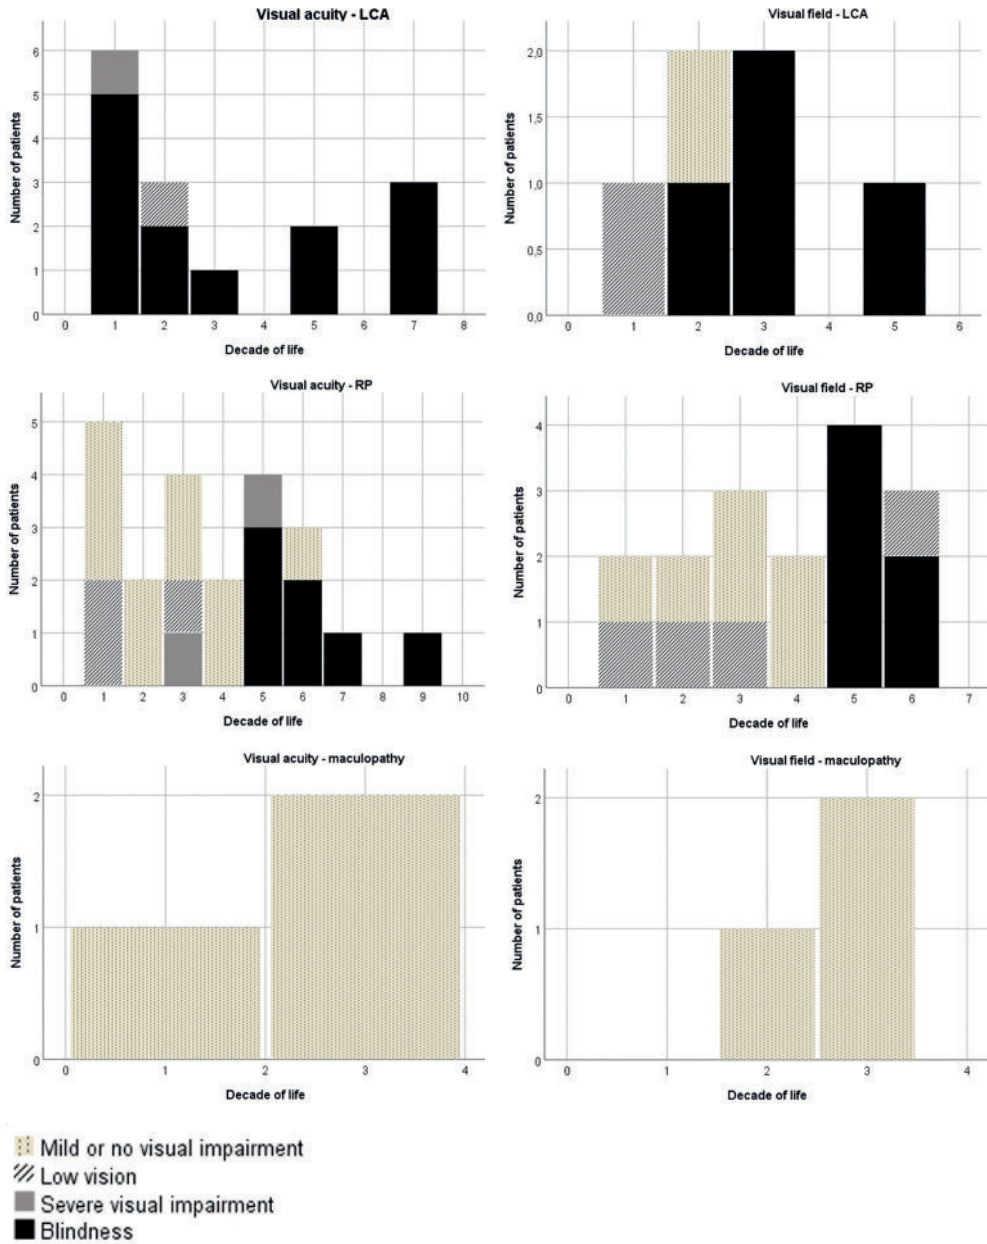 Visual acuity - LCA
Number of patients
6
5
4
3
2
1
0
0 1 2 3 4 5 6 7 8
Decade of life
Visual field - LCA
Number of patients
2,0
1,5
1,0
0,5
0,0
0 1 2 3 4 5 6
Decade of life
Visual acuity - RP
Number of patients
5
4
3
2
1
0
0 1 2 3 4 5 6 7 8 9 10
Decade of life
Visual field - RP
Number of patients
4
3
2
1
0
0 1 2 3 4 5 6 7
Decade of life
Visual acuity - maculopathy
Number of patients
2
1
0
0 1 2 3 4
Decade of life
Visual field - maculopathy
Number of patients
2
1
0
0 1 2 3 4
Decade of life
Mild or no visual impairment
Low vision
Severe visual impairment
Blindness